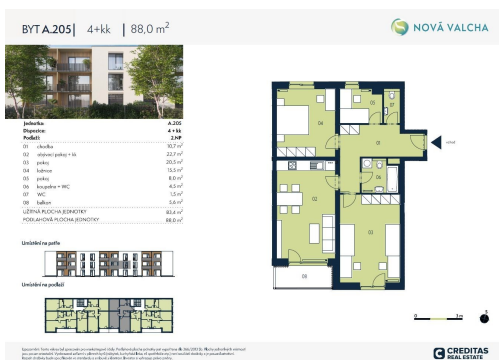 BYT A.205 | 4+kk | 88,0 m²
NOVÁ VALCHA
Jednotka: A.205
Dispozice: 4 + kk
Podlaží: 2.NP
01 chodba 10,7 m²
02 obývací pokoj + kk 22,7 m²
03 pokoj 20,5 m²
04 ložnice 15,5 m²
05 pokoj 8,0 m²
06 koupelna + WC 4,5 m²
07 WC 1,5 m²
08 balkon 5,6 m²
UŽITNÁ PLOCHA JEDNOTKY 83,4 m²
PODLAHOVÁ PLOCHA JEDNOTKY 88,0 m²
Umístění na patře
Umístění na podlaží
04
05
07
01
06
02
03
08
0 3 m
S
CREDITAS
REAL ESTATE